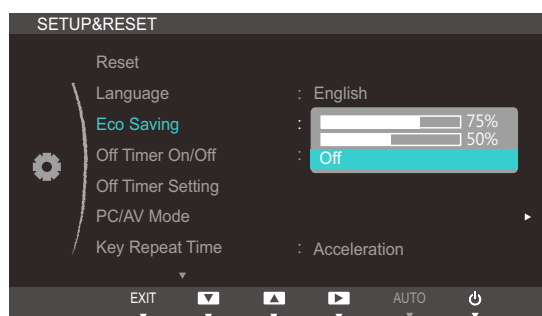 SETUP&RESET
Reset
Language : English
Eco Saving : 75%
50%
Off Timer On/Off : Off
Off Timer Setting
PC/AV Mode
Key Repeat Time : Acceleration
EXIT AUTO